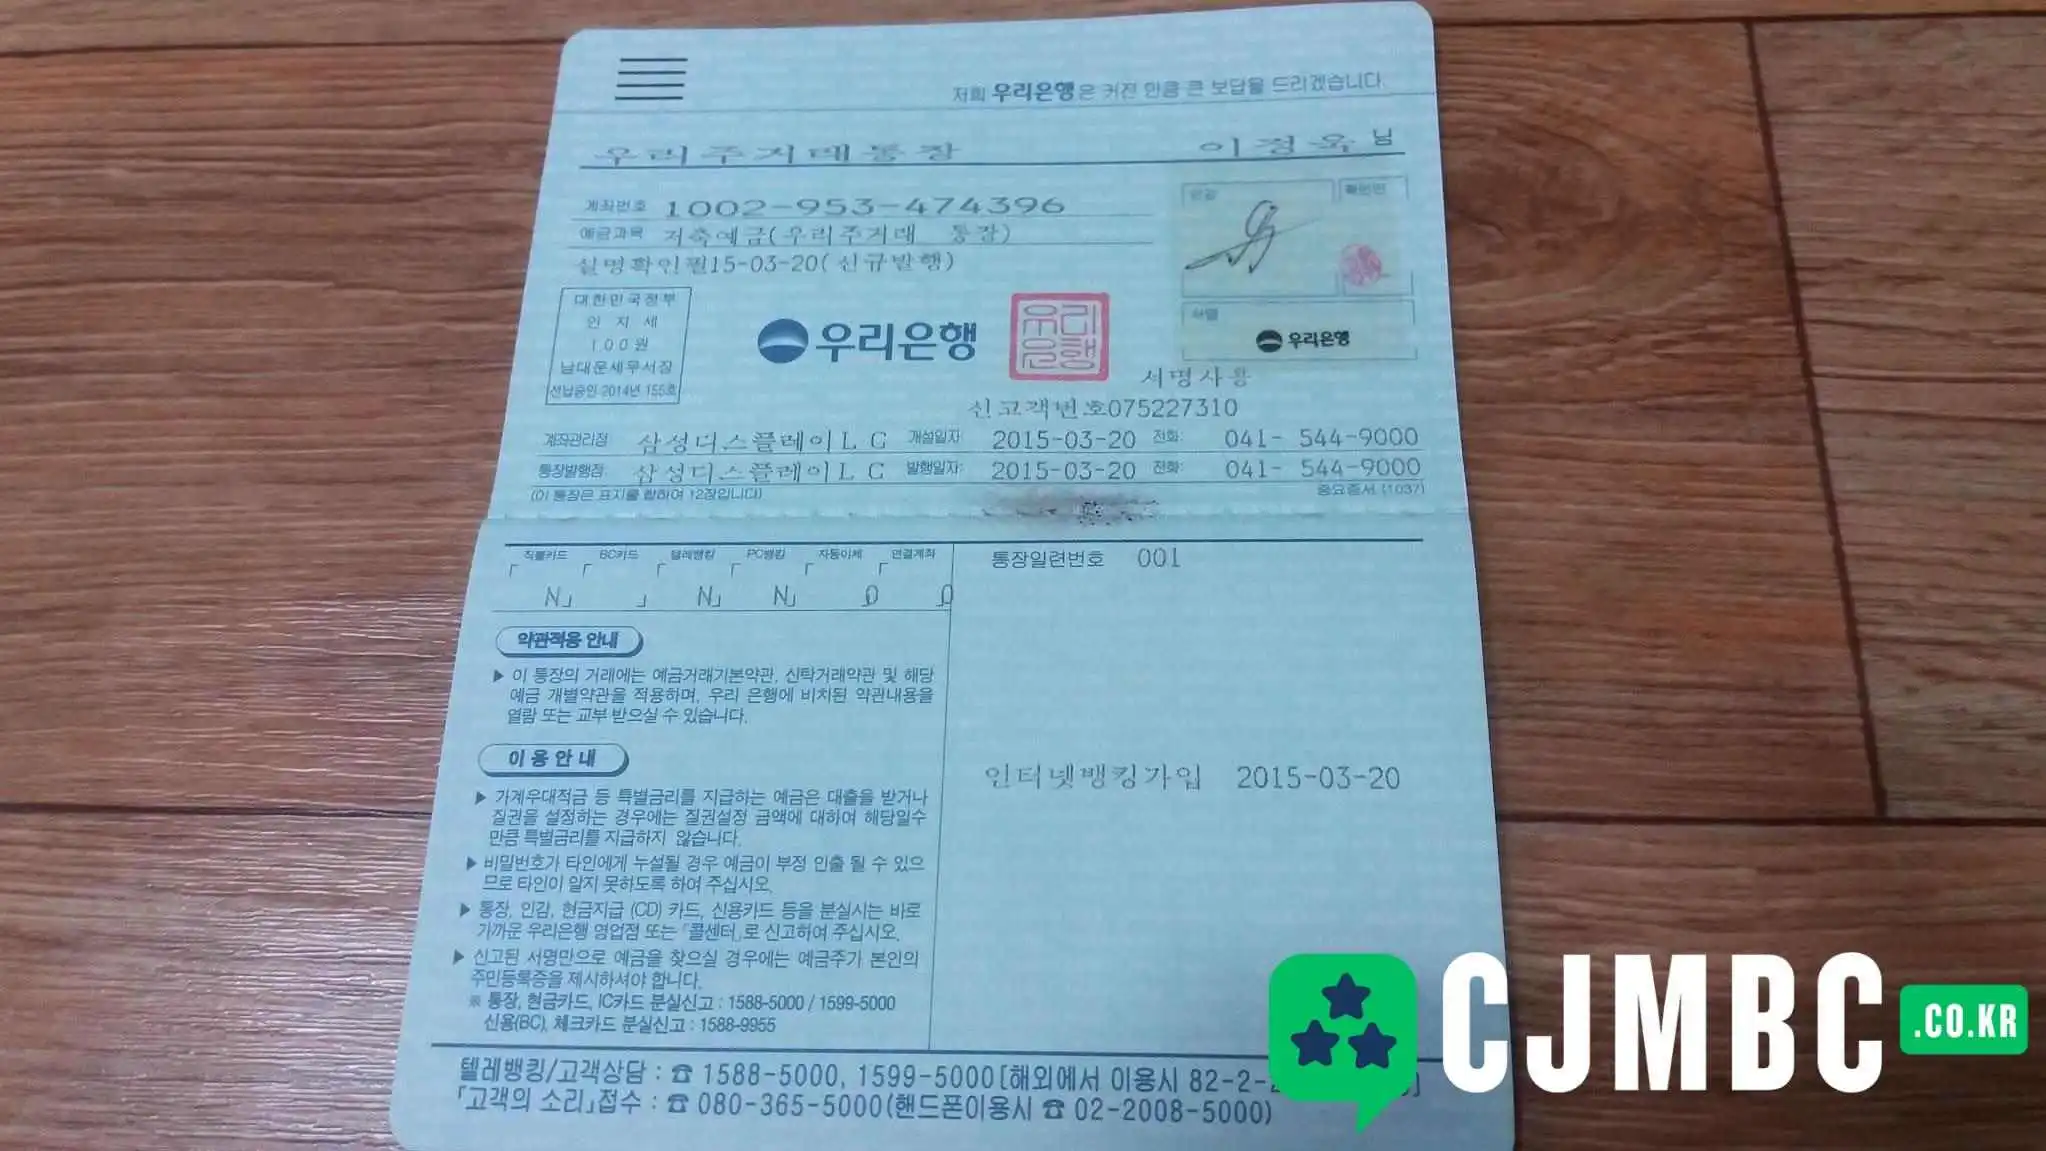 저희 우리은행은 커진 만큼 큰 보답을 드리겠습니다.
우리주거래통장 이정옥 님
계좌번호 1002-953-474396
예금과목 저축예금(우리주거래 통장)
실명확인필15-03-20(신규발행)
인감 확인인
대한민국정부
인 지 세
100원
남대문세무서장
선납승인 2014년 155호
우리은행
우리은행
서명
우리은행
서명사용
신고객번호075227310
계좌관리점 삼성디스플레이L C 개설일자: 2015-03-20 전화: 041- 544-9000
통장발행점 삼성디스플레이L C 발행일자: 2015-03-20 전화: 041- 544-9000
(이 통장은 표지를 합하여 12장입니다) 중요증서 (1037)
직불카드 BC카드 텔레뱅킹 PC뱅킹 자동이체 연결계좌
N N N 0 0
통장일련번호 001
약관적용 안내
▶ 이 통장의 거래에는 예금거래기본약관, 신탁거래약관 및 해당
예금 개별약관을 적용하며, 우리 은행에 비치된 약관내용을
열람 또는 교부 받으실 수 있습니다.
이 용 안 내
▶ 가계우대적금 등 특별금리를 지급하는 예금은 대출을 받거나
질권을 설정하는 경우에는 질권설정 금액에 대하여 해당일수
만큼 특별금리를 지급하지 않습니다.
▶ 비밀번호가 타인에게 누설될 경우 예금이 부정 인출 될 수 있으
므로 타인이 알지 못하도록 하여 주십시오.
▶ 통장, 인감, 현금지급 (CD) 카드, 신용카드 등을 분실시는 바로
가까운 우리은행 영업점 또는 「콜센터」로 신고하여 주십시오.
▶ 신고된 서명만으로 예금을 찾으실 경우에는 예금주가 본인의
주민등록증을 제시하셔야 합니다.
※ 통장, 현금카드, IC카드 분실신고 : 1588-5000 / 1599-5000
신용(BC), 체크카드 분실신고 : 1588-9955
인터넷뱅킹가입 2015-03-20
텔레뱅킹/고객상담 : ☎ 1588-5000, 1599-5000[해외에서 이용시 82-2-
「고객의 소리」접수 : ☎ 080-365-5000(핸드폰이용시 ☎ 02-2008-5000)
CJMBC .CO.KR